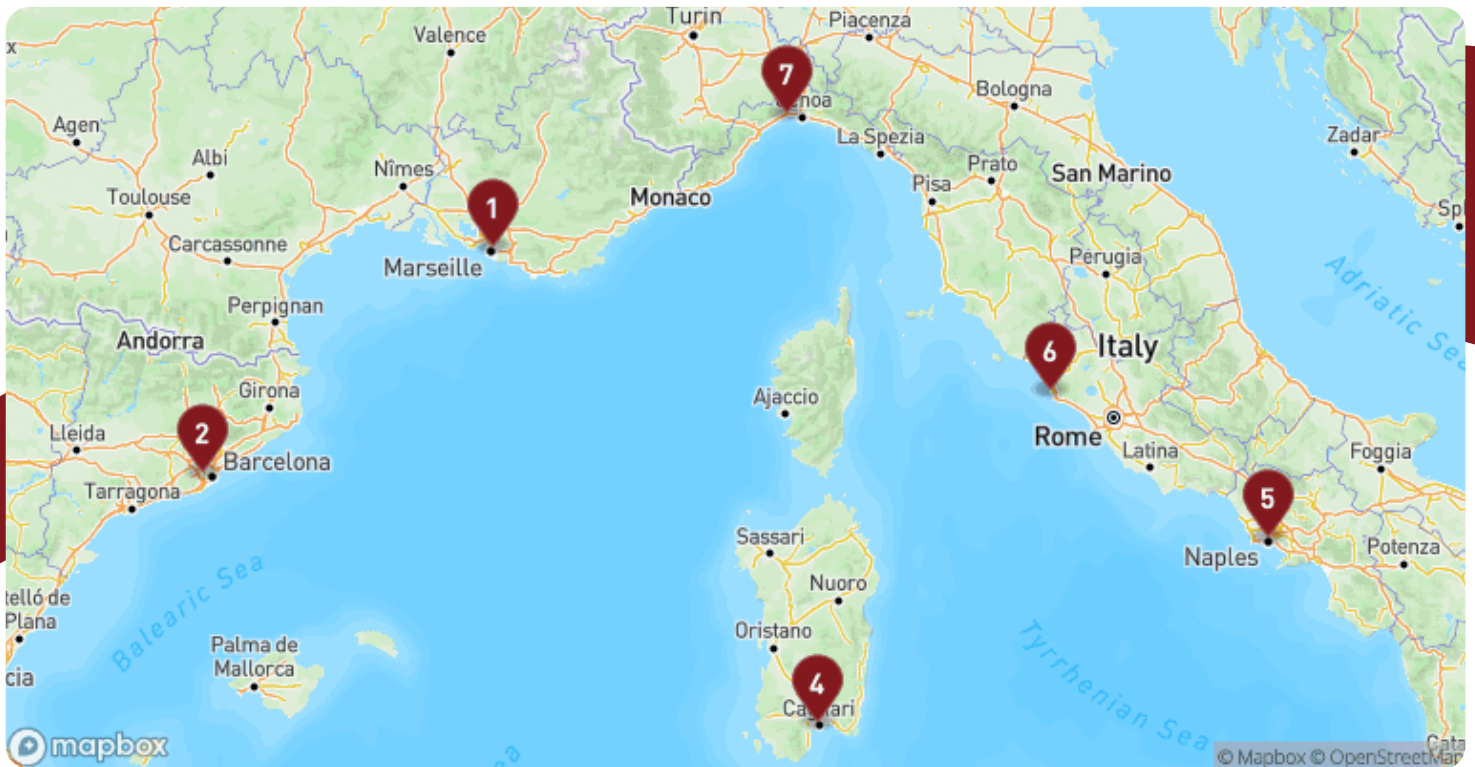 Turin
Piacenza
Valence
7
Bologna
Agen
La Spezia
Zadar
Albi
Nîmes
Prato
San Marino
Pisa
Toulouse
Monaco
1
Carcassonne
Marseille
Perugia
Adriatic Sea
Perpignan
Andorra
6
Italy
Girona
Ajaccio
Lleida
2
Rome
Barcelona
Latina
Foggia
Tarragona
5
Sassari
Naples
Potenza
Nuoro
Balearic Sea
Oristano
Palma de
Mallorca
4
Tyrrhenian Sea
mapbox
© Mapbox © OpenStreetMap